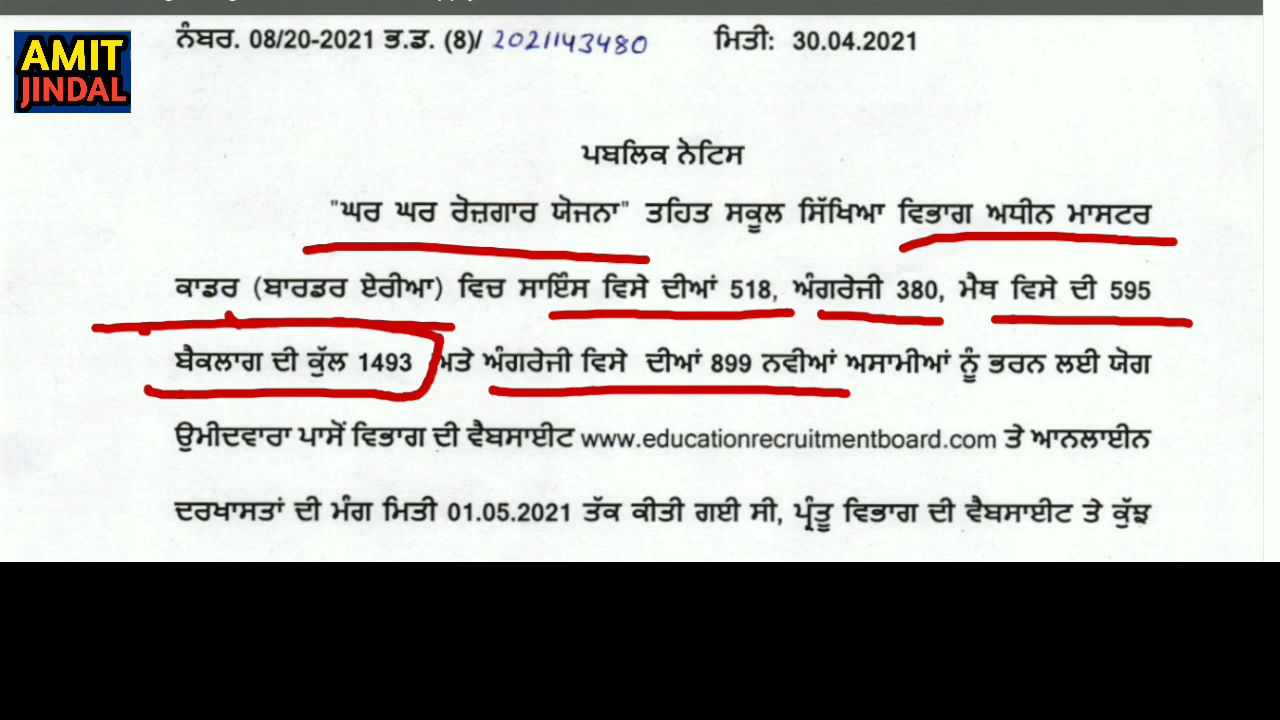 AMIT
JINDAL
ਨੰਬਰ. 08/20-2021 ਭ.ਡ. (8)/ 2021143480 ਮਿਤੀ: 30.04.2021
ਪਬਲਿਕ ਨੋਟਿਸ
"ਘਰ ਘਰ ਰੋਜ਼ਗਾਰ ਯੋਜਨਾ" ਤਹਿਤ ਸਕੂਲ ਸਿੱਖਿਆ ਵਿਭਾਗ ਅਧੀਨ ਮਾਸਟਰ
ਕਾਡਰ (ਬਾਰਡਰ ਏਰੀਆ) ਵਿਚ ਸਾਇੰਸ ਵਿਸੇ ਦੀਆਂ 518, ਅੰਗਰੇਜੀ 380, ਮੈਥ ਵਿਸੇ ਦੀ 595
ਬੈਕਲਾਗ ਦੀ ਕੁੱਲ 1493 ਅਤੇ ਅੰਗਰੇਜੀ ਵਿਸੇ ਦੀਆਂ 899 ਨਵੀਆਂ ਅਸਾਮੀਆਂ ਨੂੰ ਭਰਨ ਲਈ ਯੋਗ
ਉਮੀਦਵਾਰਾ ਪਾਸੋਂ ਵਿਭਾਗ ਦੀ ਵੈਬਸਾਈਟ www.educationrecruitmentboard.com ਤੇ ਆਨਲਾਈਨ
ਦਰਖਾਸਤਾਂ ਦੀ ਮੰਗ ਮਿਤੀ 01.05.2021 ਤੱਕ ਕੀਤੀ ਗਈ ਸੀ, ਪ੍ਰੰਤੂ ਵਿਭਾਗ ਦੀ ਵੈਬਸਾਈਟ ਤੇ ਕੁੱਝ